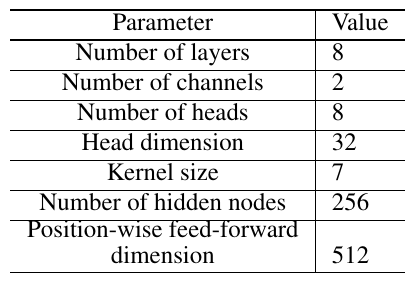 Parameter Value
Number of layers 8
Number of channels 2
Number of heads 8
Head dimension 32
Kernel size 7
Number of hidden nodes 256
Position-wise feed-forward
dimension 512